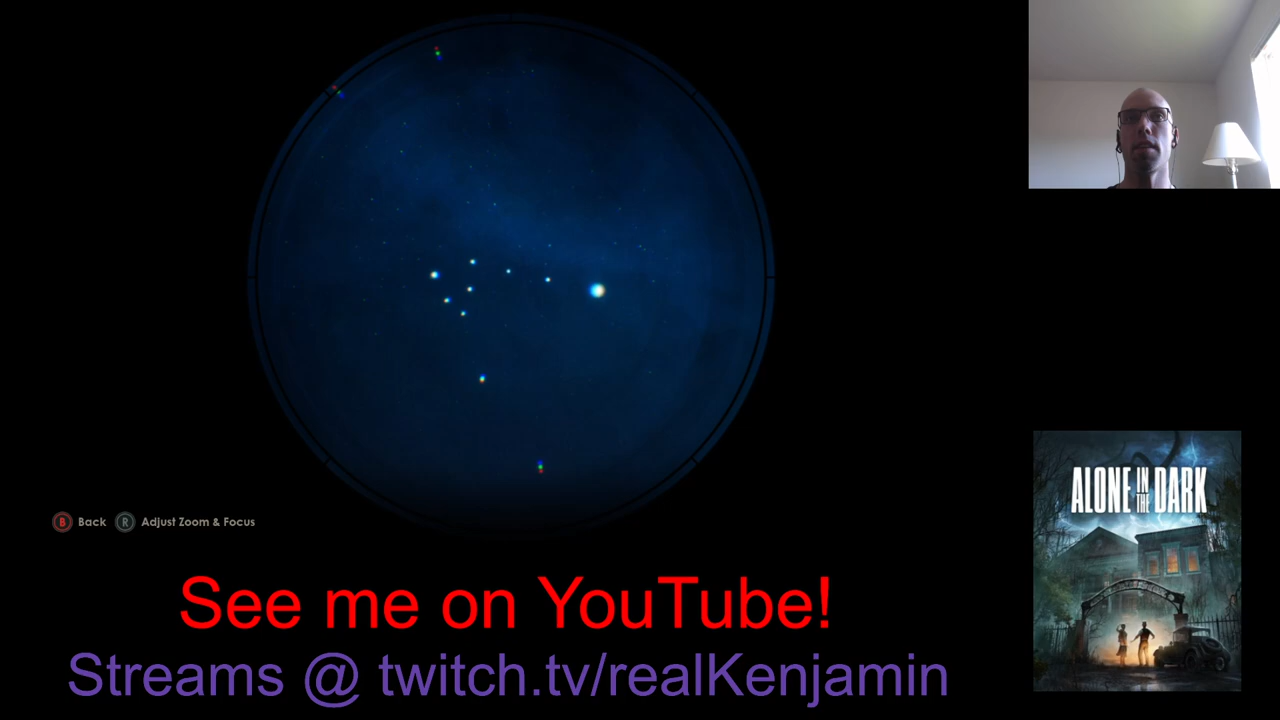 ALONE IN THE DARK
B Back R Adjust Zoom & Focus
See me on YouTube!
Streams @ twitch.tv/realKenjamin